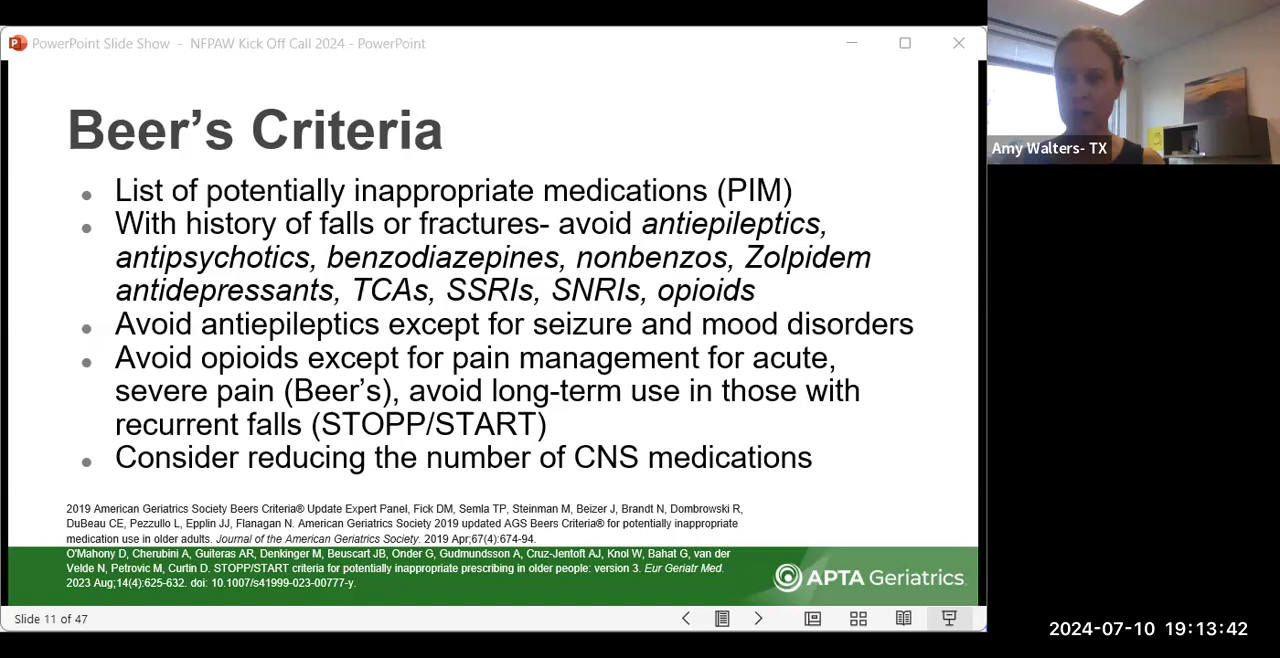 PowerPoint Slide Show - NFPAW Kick Off Call 2024 - PowerPoint
Beer's Criteria
List of potentially inappropriate medications (PIM)
With history of falls or fractures- avoid antiepileptics,
antipsychotics, benzodiazepines, nonbenzos, Zolpidem
antidepressants, TCAs, SSRIs, SNRIs, opioids
Avoid antiepileptics except for seizure and mood disorders
Avoid opioids except for pain management for acute,
severe pain (Beer's), avoid long-term use in those with
recurrent falls (STOPP/START)
Consider reducing the number of CNS medications
2019 American Geriatrics Society Beers Criteria® Update Expert Panel, Fick DM, Semla TP, Steinman M, Beizer J, Brandt N, Dombrowski R,
DuBeau CE, Pezzullo L, Epplin JJ, Flanagan N. American Geriatrics Society 2019 updated AGS Beers Criteria® for potentially inappropriate
medication use in older adults. Journal of the American Geriatrics Society. 2019 Apr;67(4):674-94.
O'Mahony D, Cherubini A, Guiteras AR, Denkinger M, Beuscart JB, Onder G, Gudmundsson A, Cruz-Jentoft AJ, Knol W, Bahat G, van der
Velde N, Petrovic M, Curtin D. STOPP/START criteria for potentially inappropriate prescribing in older people: version 3. Eur Geriatr Med.
2023 Aug;14(4):625-632. doi: 10.1007/s41999-023-00777-y.
APTA Geriatrics
Slide 11 of 47
Amy Walters- TX
2024-07-10 19:13:42